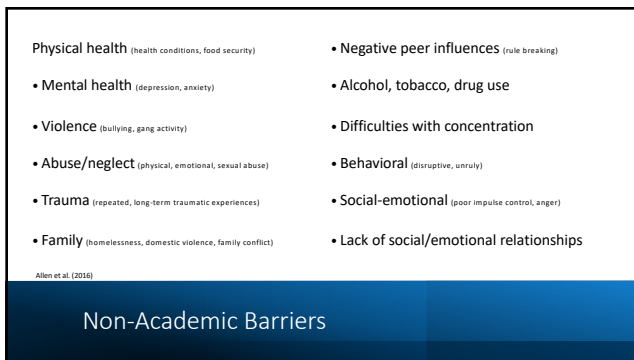 Physical health (health conditions, food security)
• Mental health (depression, anxiety)
• Violence (bullying, gang activity)
• Abuse/neglect (physical, emotional, sexual abuse)
• Trauma (repeated, long-term traumatic experiences)
• Family (homelessness, domestic violence, family conflict)
• Negative peer influences (rule breaking)
• Alcohol, tobacco, drug use
• Difficulties with concentration
• Behavioral (disruptive, unruly)
• Social-emotional (poor impulse control, anger)
• Lack of social/emotional relationships
Allen et al. (2016)
Non-Academic Barriers